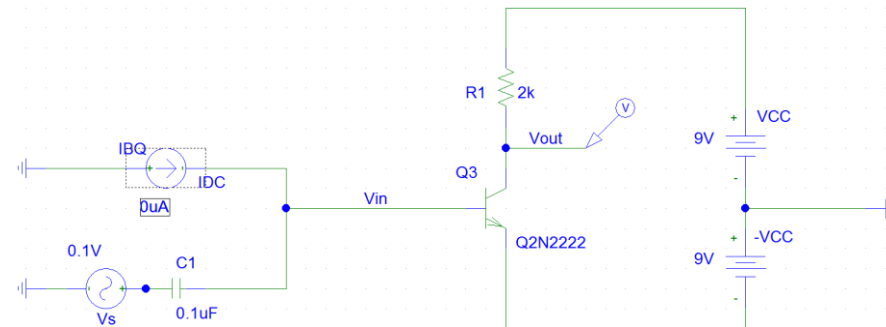 R1 2k
V
VCC
+
9V
-
Vout
IBQ
+ -
IDC
0uA
Q3
Vin
Q2N2222
0.1V
C1
- +
0.1uF
Vs
-VCC
+
9V
-